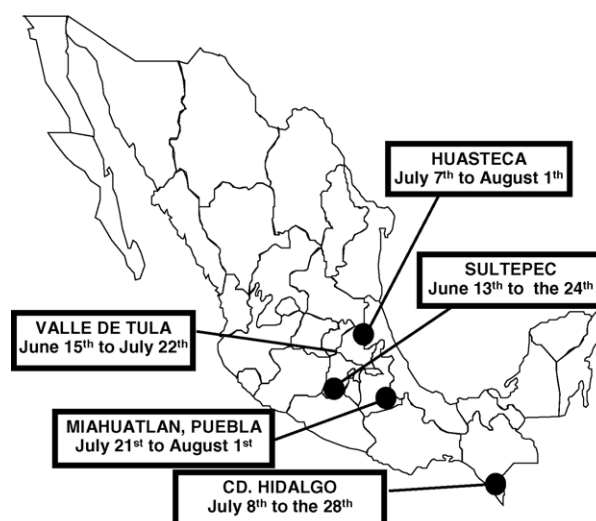 HUASTECA
July 7th to August 1th
SULTEPEC
June 13th to the 24th
VALLE DE TULA
June 15th to July 22th
MIAHUATLAN, PUEBLA
July 21st to August 1st
CD. HIDALGO
July 8th to the 28th